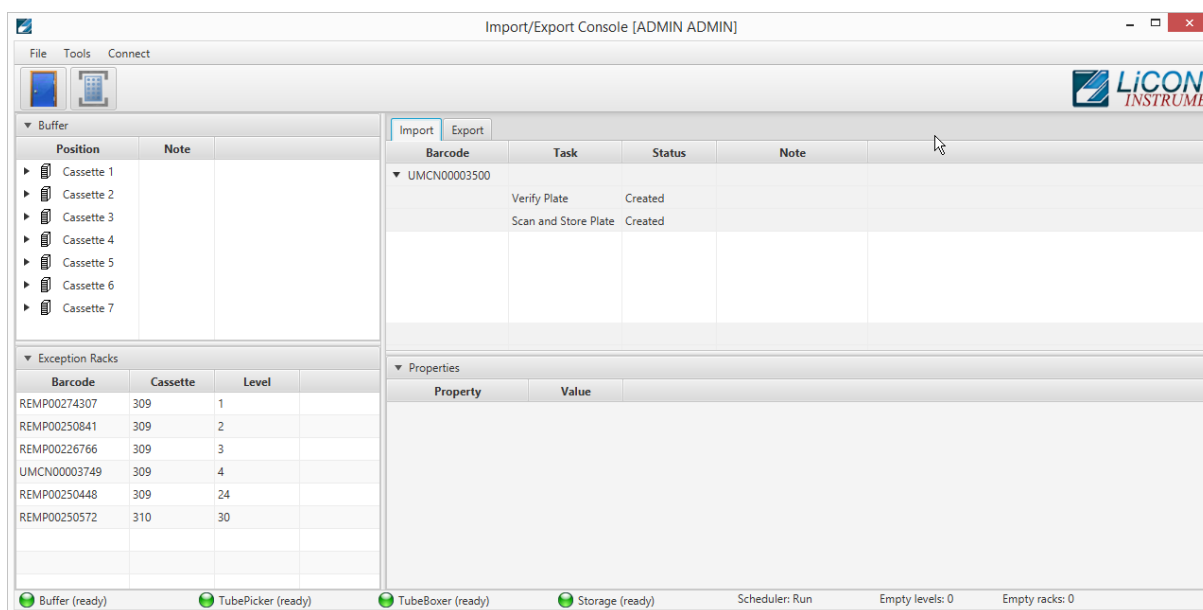 Import/Export Console [ADMIN ADMIN]
File Tools Connect
LiCON
INSTRUME
Buffer
Position Note
Cassette 1
Cassette 2
Cassette 3
Cassette 4
Cassette 5
Cassette 6
Cassette 7
Exception Racks
Barcode Cassette Level
REMP00274307 309 1
REMP00250841 309 2
REMP00226766 309 3
UMCN00003749 309 4
REMP00250448 309 24
REMP00250572 310 30
Import Export
Barcode Task Status Note
UMCN00003500
Verify Plate Created
Scan and Store Plate Created
Properties
Property Value
Buffer (ready) TubePicker (ready) TubeBoxer (ready) Storage (ready) Scheduler: Run Empty levels: 0 Empty racks: 0